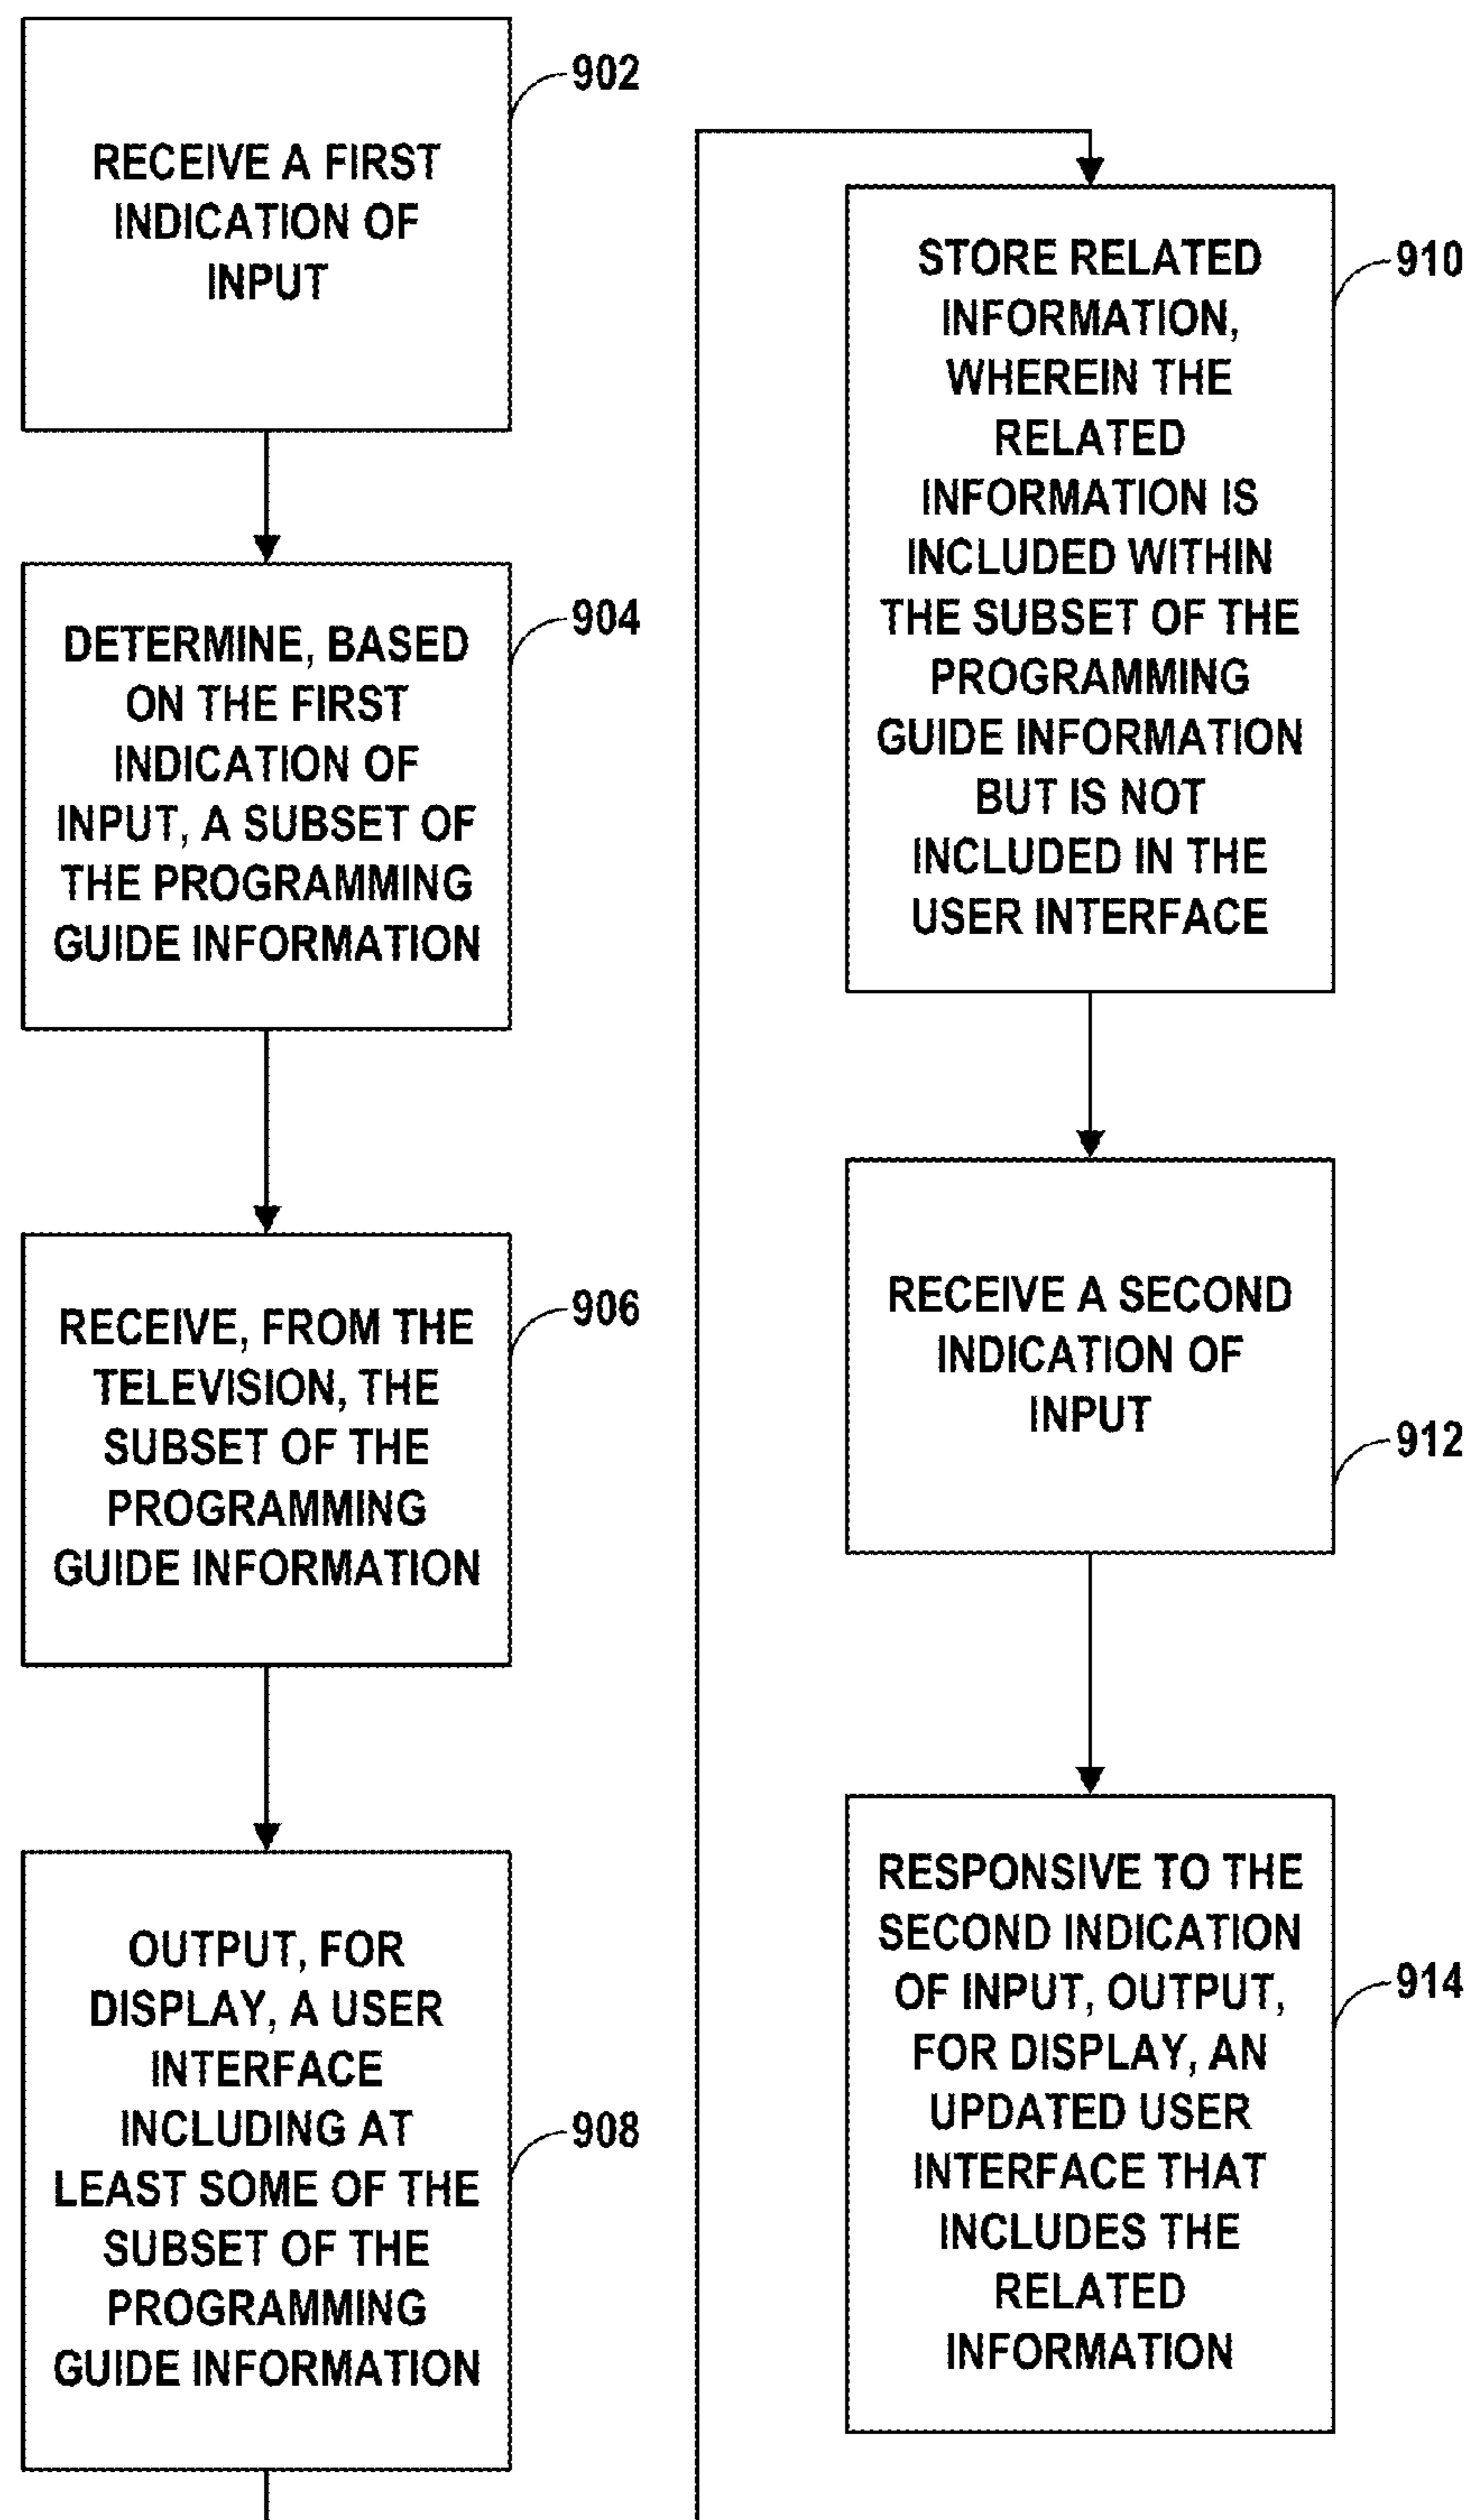 RECEIVE A FIRST
INDICATION OF
INPUT
902
DETERMINE, BASED
ON THE FIRST
INDICATION OF
INPUT, A SUBSET OF
THE PROGRAMMING
GUIDE INFORMATION
904
RECEIVE, FROM THE
TELEVISION, THE
SUBSET OF THE
PROGRAMMING
GUIDE INFORMATION
906
OUTPUT, FOR
DISPLAY, A USER
INTERFACE
INCLUDING AT
LEAST SOME OF THE
SUBSET OF THE
PROGRAMMING
GUIDE INFORMATION
908
STORE RELATED
INFORMATION,
WHEREIN THE
RELATED
INFORMATION IS
INCLUDED WITHIN
THE SUBSET OF THE
PROGRAMMING
GUIDE INFORMATION
BUT IS NOT
INCLUDED IN THE
USER INTERFACE
910
RECEIVE A SECOND
INDICATION OF
INPUT
912
RESPONSIVE TO THE
SECOND INDICATION
OF INPUT, OUTPUT,
FOR DISPLAY, AN
UPDATED USER
INTERFACE THAT
INCLUDES THE
RELATED
INFORMATION
914